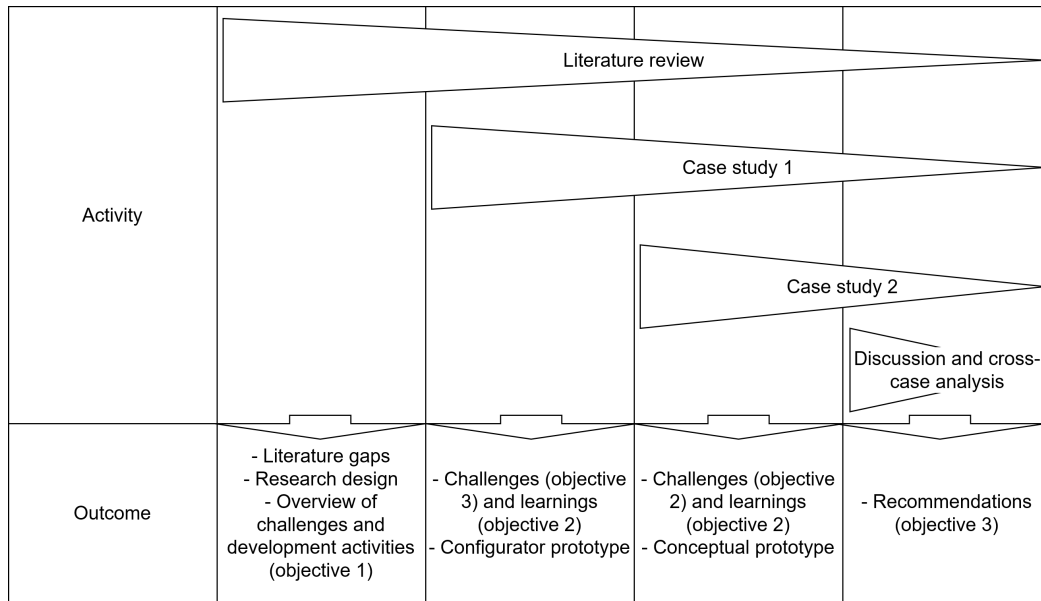 Literature review
Case study 1
Activity
Case study 2
Discussion and cross-
case analysis
Outcome
- Literature gaps
- Research design
- Overview of
challenges and
development activities
(objective 1)
- Challenges (objective
3) and learnings
(objective 2)
- Configurator prototype
- Challenges (objective
2) and learnings
(objective 2)
- Conceptual prototype
- Recommendations
(objective 3)